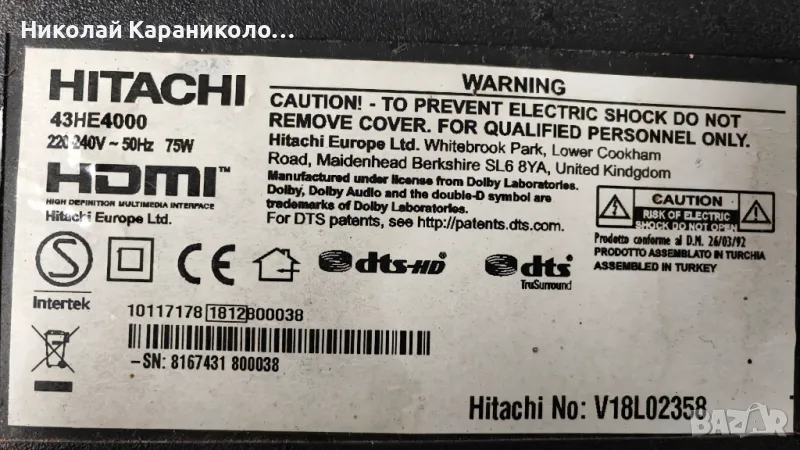 Николай Караниколо...
HITACHI
43HE4000
220-240V ~ 50Hz 75W
HDMI™
HIGH DEFINITION MULTIMEDIA INTERFACE
Hitachi Europe Ltd.
WARNING
CAUTION! - TO PREVENT ELECTRIC SHOCK DO NOT
REMOVE COVER. FOR QUALIFIED PERSONNEL ONLY.
Hitachi Europe Ltd. Whitebrook Park, Lower Cookham
Road, Maidenhead Berkshire SL6 8YA, United Kindgdom
Manufactured under license from Dolby Laboratories.
Dolby, Dolby Audio and the double-D symbol are
trademarks of Dolby Laboratories.
For DTS patents, see http://patents.dts.com.
CAUTION
RISK OF ELECTRIC
SHOCK DO NOT OPEN
Prodotto conforme al D.M. 26/03/92
PRODOTTO ASSEMBLATO IN TURCHIA
ASSEMBLED IN TURKEY
S
Intertek
CE
dts-HD
dts
TruSurround
10117178 1812800038
-SN: 8167431 800038
Hitachi No: V18L02358
BAZAR